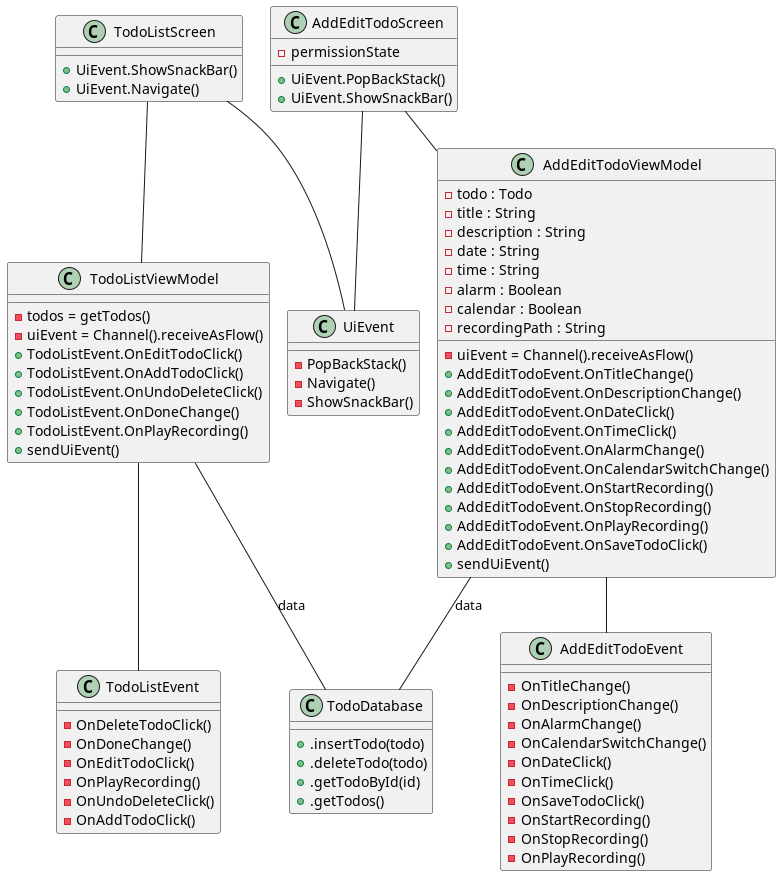 C TodoListScreen
UiEvent.ShowSnackBar()
UiEvent.Navigate()
C AddEditTodoScreen
permissionState
UiEvent.PopBackStack()
UiEvent.ShowSnackBar()
C AddEditTodoViewModel
todo : Todo
title : String
description : String
date : String
time : String
alarm : Boolean
calendar : Boolean
recordingPath : String
uiEvent = Channel().receiveAsFlow()
AddEditTodoEvent.OnTitleChange()
AddEditTodoEvent.OnDescriptionChange()
AddEditTodoEvent.OnDateClick()
AddEditTodoEvent.OnTimeClick()
AddEditTodoEvent.OnAlarmChange()
AddEditTodoEvent.OnCalendarSwitchChange()
AddEditTodoEvent.OnStartRecording()
AddEditTodoEvent.OnStopRecording()
AddEditTodoEvent.OnPlayRecording()
AddEditTodoEvent.OnSaveTodoClick()
sendUiEvent()
C TodoListViewModel
todos = getTodos()
uiEvent = Channel().receiveAsFlow()
TodoListEvent.OnEditTodoClick()
TodoListEvent.OnAddTodoClick()
TodoListEvent.OnUndoDeleteClick()
TodoListEvent.OnDoneChange()
TodoListEvent.OnPlayRecording()
sendUiEvent()
C UiEvent
PopBackStack()
Navigate()
ShowSnackBar()
data
data
C TodoListEvent
OnDeleteTodoClick()
OnDoneChange()
OnEditTodoClick()
OnPlayRecording()
OnUndoDeleteClick()
OnAddTodoClick()
C TodoDatabase
.insertTodo(todo)
.deleteTodo(todo)
.getTodoById(id)
.getTodos()
C AddEditTodoEvent
OnTitleChange()
OnDescriptionChange()
OnAlarmChange()
OnCalendarSwitchChange()
OnDateClick()
OnTimeClick()
OnSaveTodoClick()
OnStartRecording()
OnStopRecording()
OnPlayRecording()